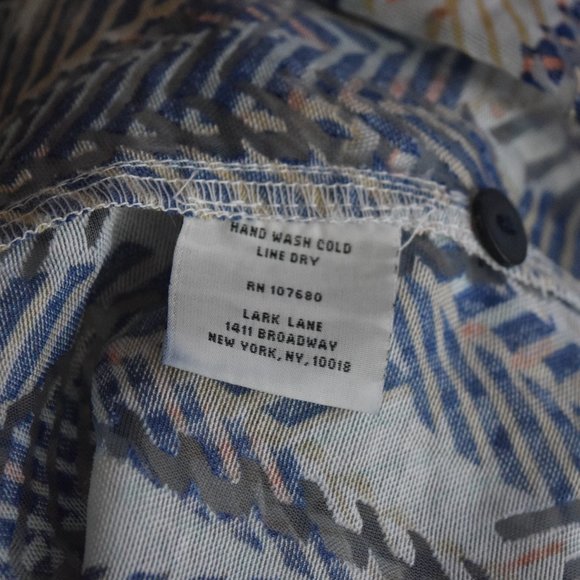 HAND WASH COLD
LINE DRY
RN 107680
LARK LANE
1411 BROADWAY
NEW YORK, NY, 10018